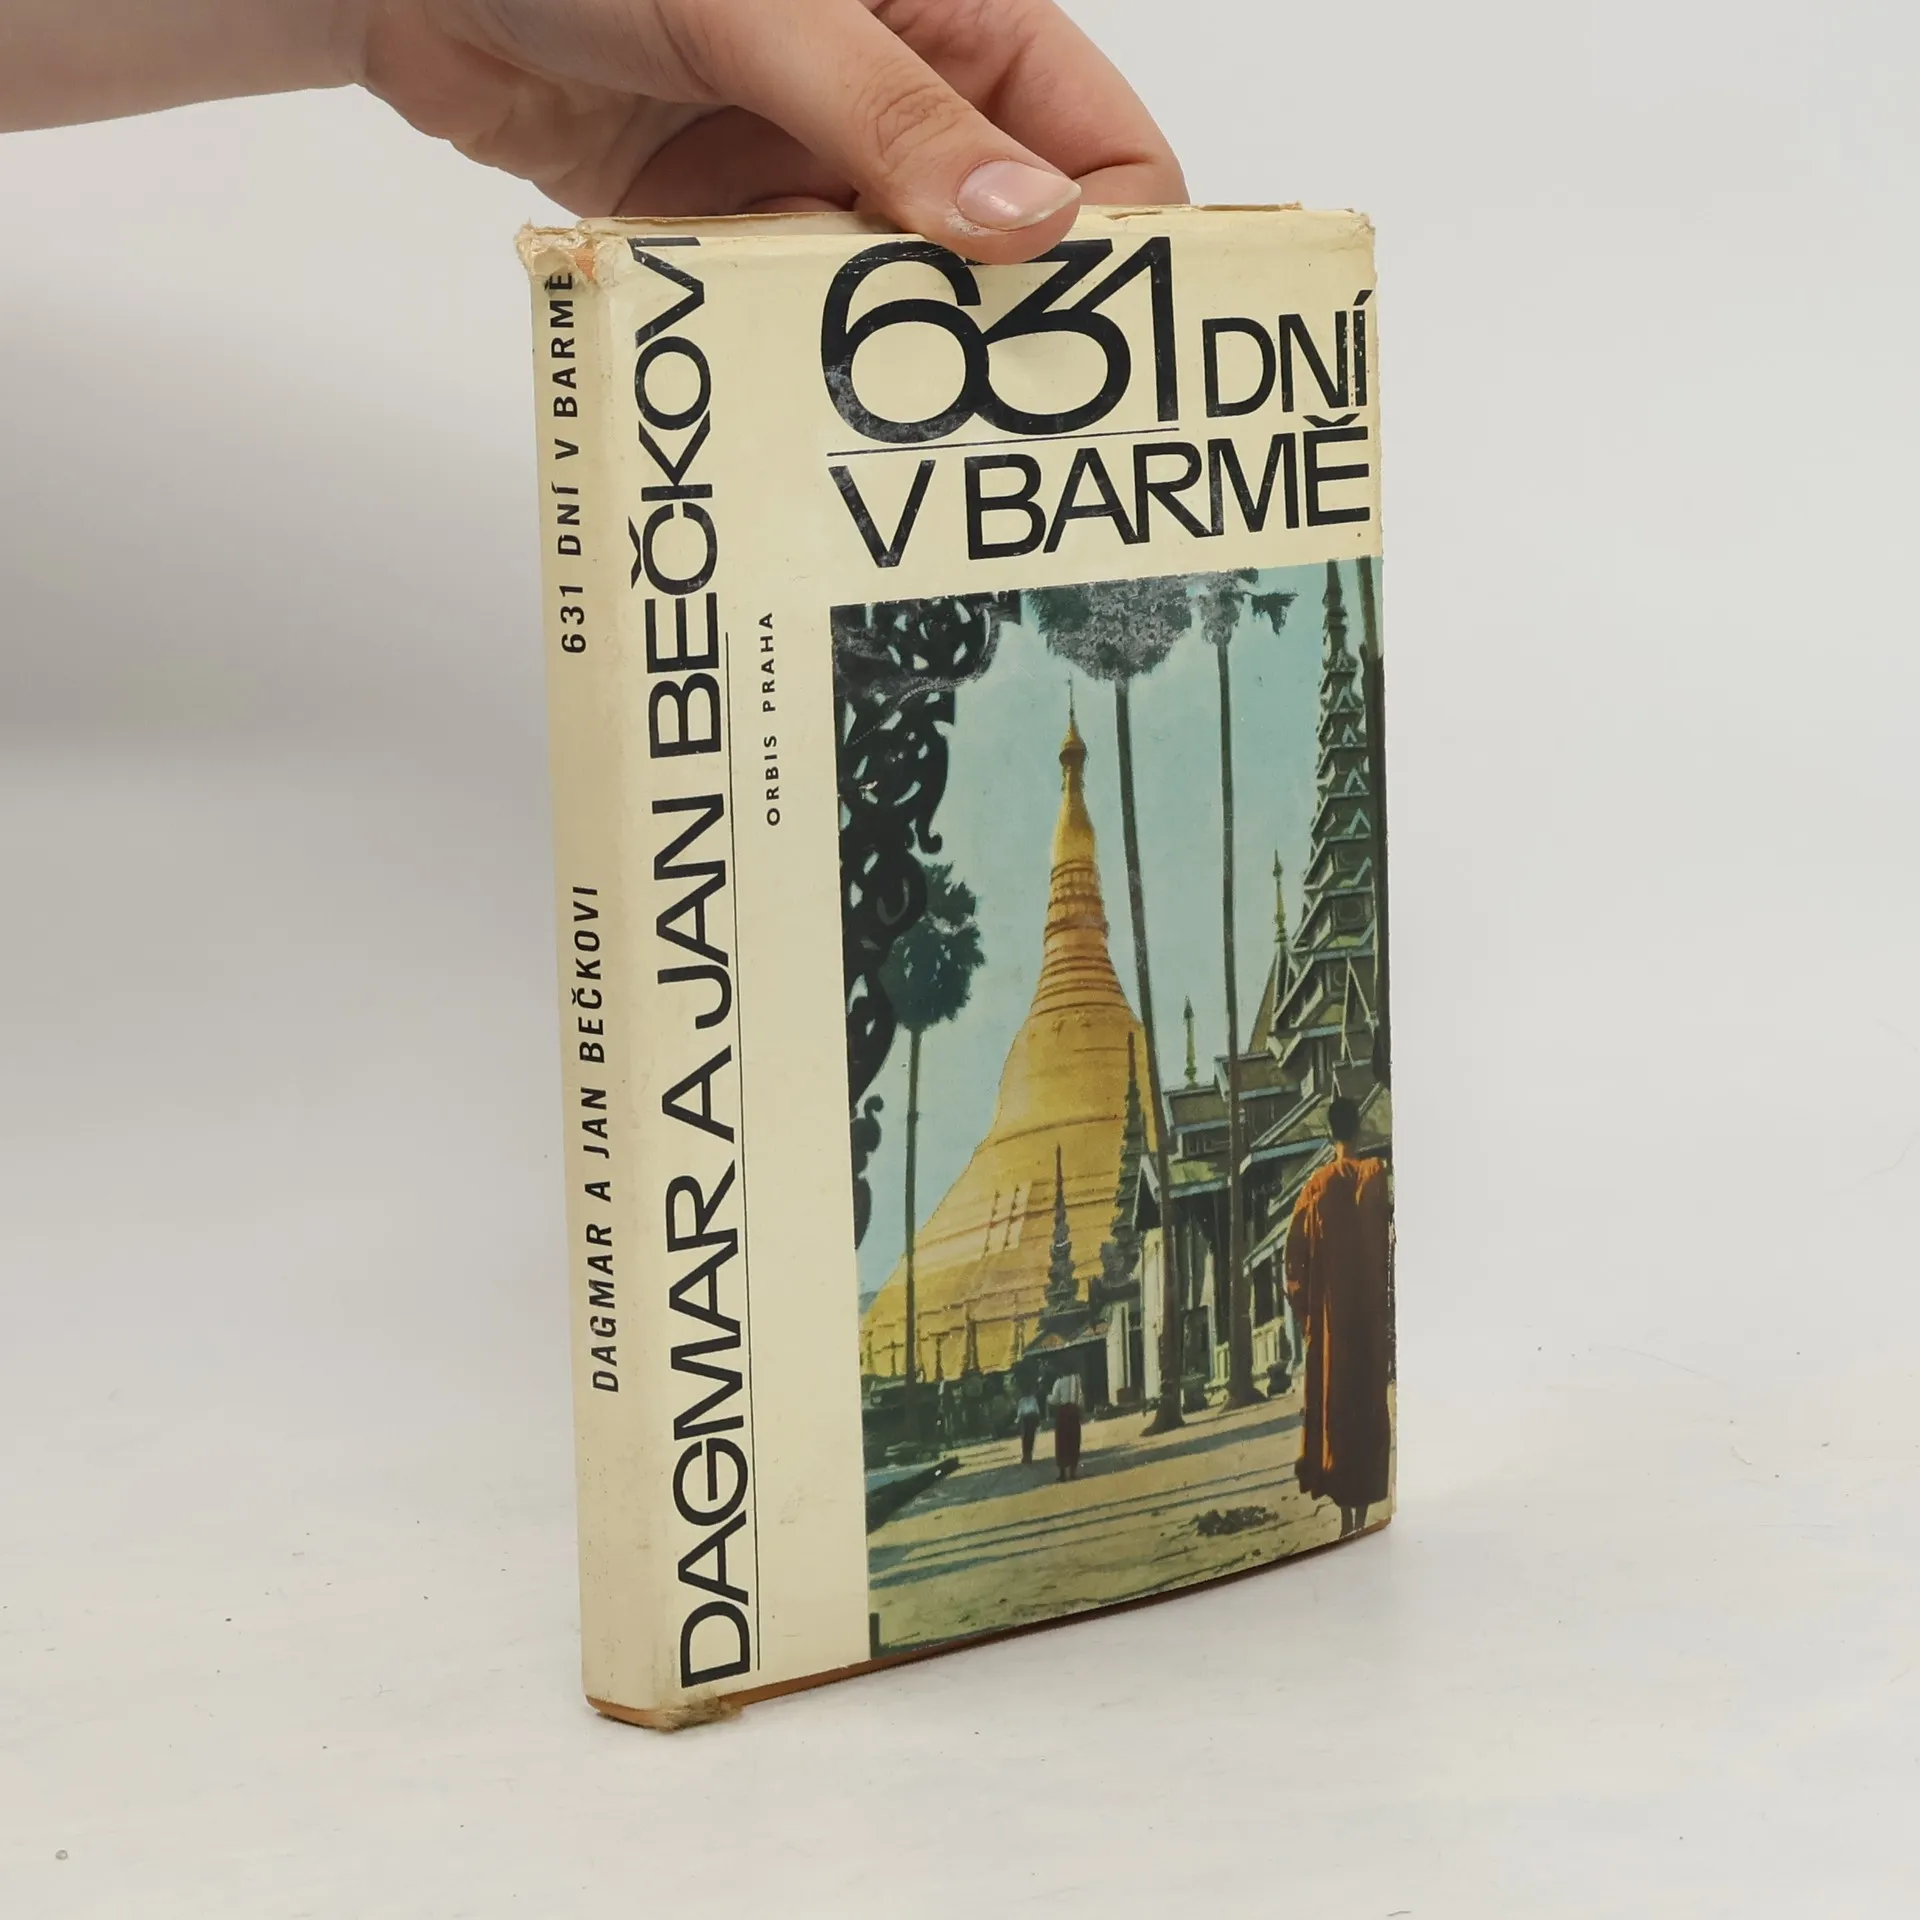 631 DNÍ
V BARMĚ
DAGMAR A JAN BEČKOVI
ORBIS PRAHA
631 DNÍ V BARMĚ
DAGMAR A JAN BEČKOVI